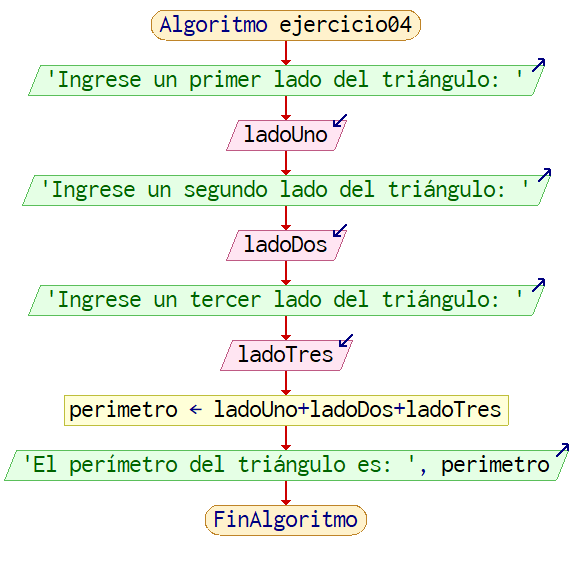 Algoritmo ejercicio04
'Ingrese un primer lado del triángulo: '
ladoUno
'Ingrese un segundo lado del triángulo: '
ladoDos
'Ingrese un tercer lado del triángulo: '
ladoTres
perimetro ← ladoUno+ladoDos+ladoTres
'El perímetro del triángulo es: ', perimetro
FinAlgoritmo